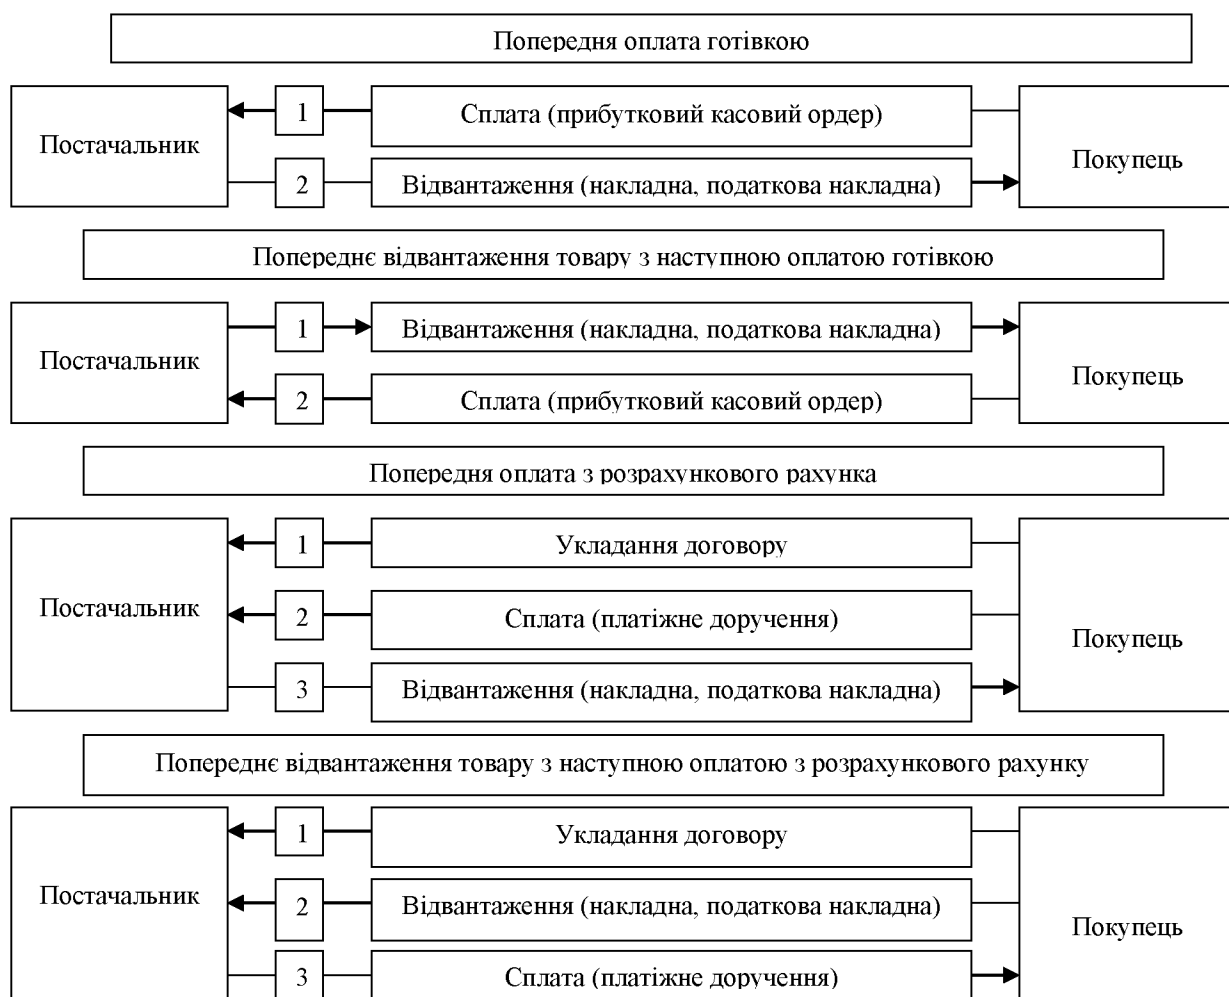 Попередня оплата готівкою
1
Сплата (прибутковий касовий ордер)
Постачальник
Покупець
2
Відвантаження (накладна, податкова накладна)
Попереднє відвантаження товару з наступною оплатою готівкою
1
Відвантаження (накладна, податкова накладна)
Постачальник
Покупець
2
Сплата (прибутковий касовий ордер)
Попередня оплата з розрахункового рахунка
1
Укладання договору
Постачальник
2
Сплата (платіжне доручення)
Покупець
3
Відвантаження (накладна, податкова накладна)
Попереднє відвантаження товару з наступною оплатою з розрахункового рахунку
1
Укладання договору
Постачальник
2
Відвантаження (накладна, податкова накладна)
Покупець
3
Сплата (платіжне доручення)